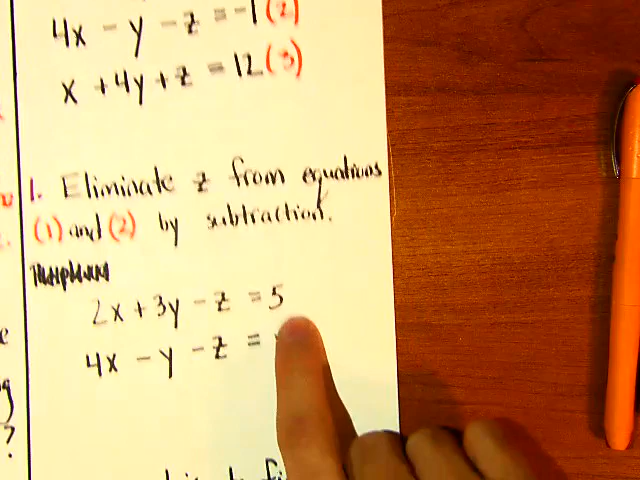 4x - y - z = -1 (2)
x + 4y + z = 12 (3)
1. Eliminate z from equations
(1) and (2) by subtraction.
2x + 3y - z = 5
4x - y - z =